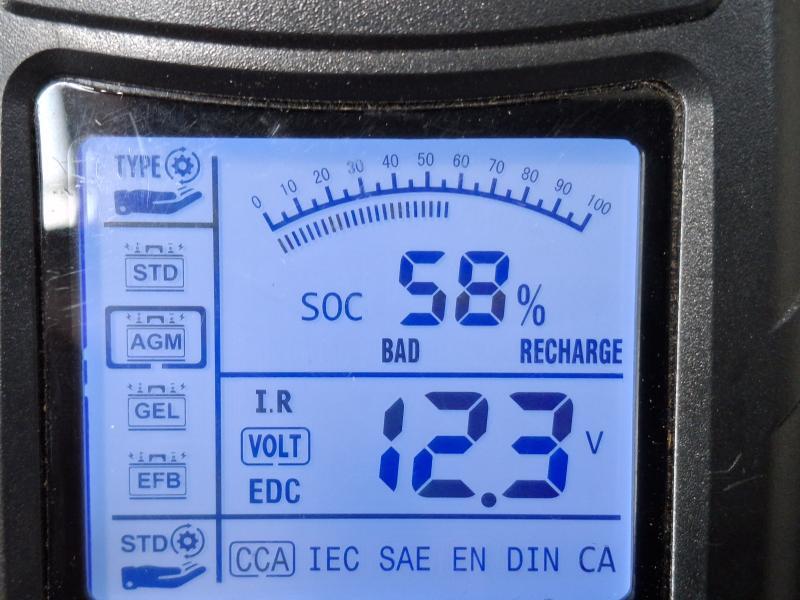 TYPE
0 10 20 30 40 50 60 70 80 90 100
STD
SOC 58%
AGM
BAD RECHARGE
GEL
I.R
VOLT 12.3 V
EFB
EDC
STD
CCA IEC SAE EN DIN CA